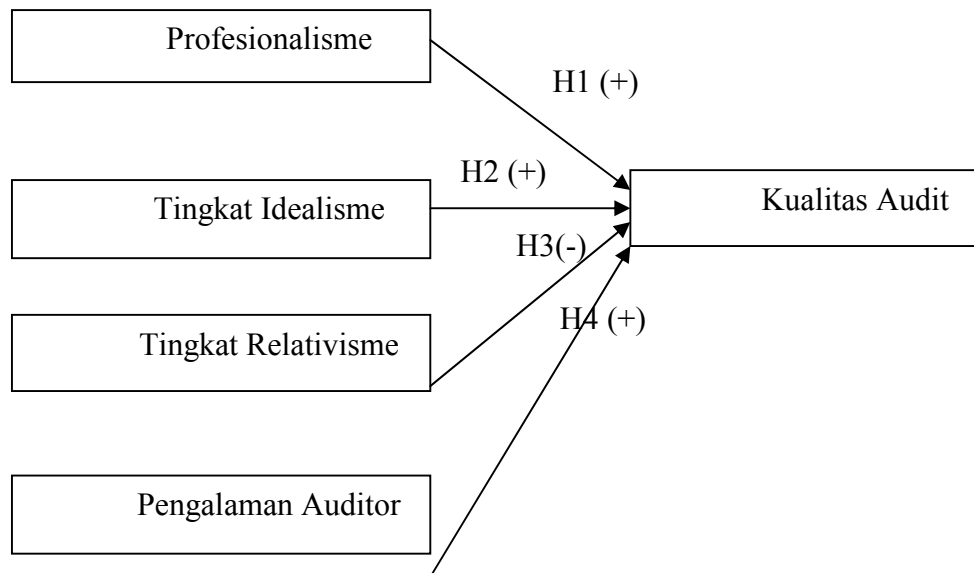 Profesionalisme
H1 (+)
H2 (+)
Kualitas Audit
Tingkat Idealisme
H3(-)
H4 (+)
Tingkat Relativisme
Pengalaman Auditor